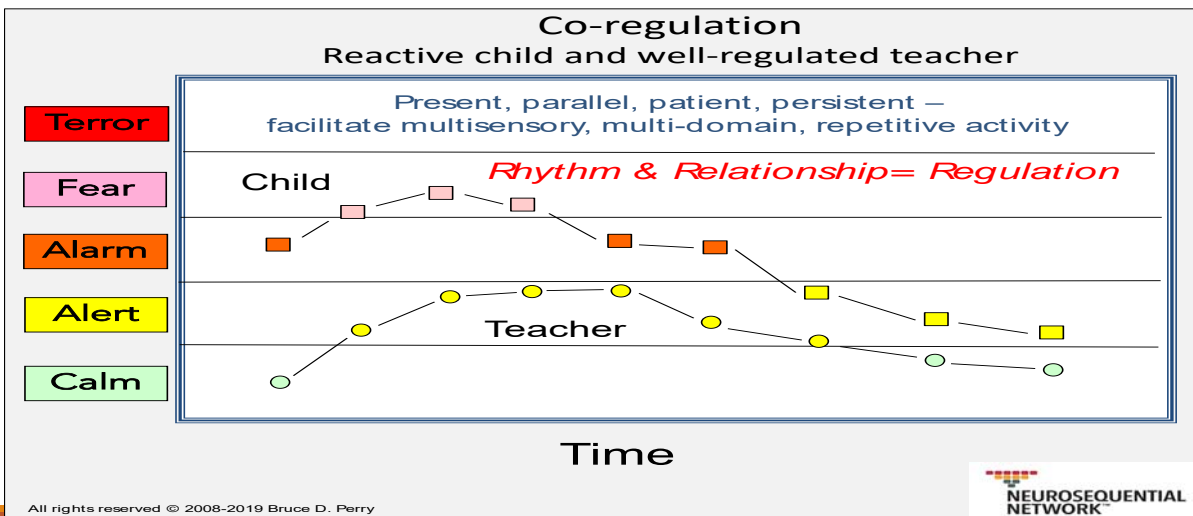 Co-regulation
Reactive child and well-regulated teacher
Present, parallel, patient, persistent –
facilitate multisensory, multi-domain, repetitive activity
Terror
Rhythm & Relationship= Regulation
Child
Fear
Alarm
Alert
Teacher
Calm
Time
All rights reserved © 2008-2019 Bruce D. Perry
NEUROSEQUENTIAL
NETWORK™